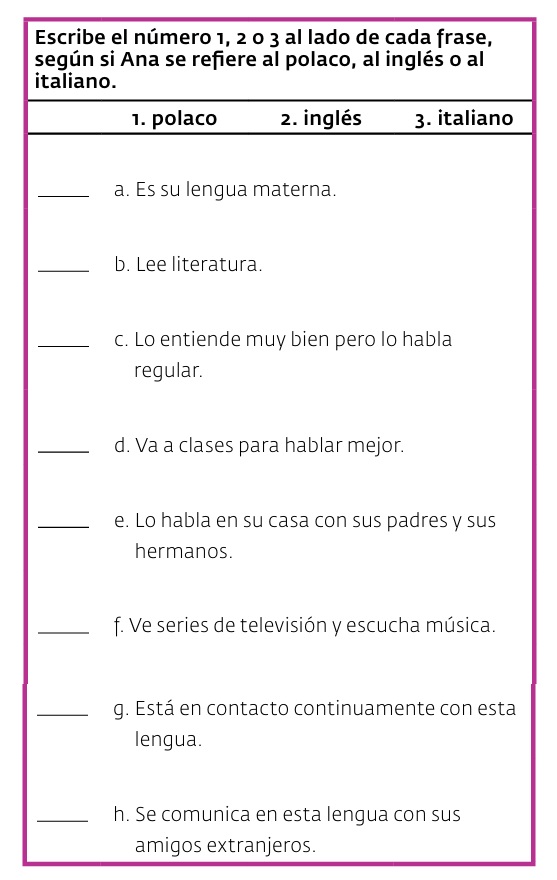 Escribe el número 1, 2 o 3 al lado de cada frase,
según si Ana se refiere al polaco, al inglés o al
italiano.
1. polaco 2. inglés 3. italiano
_____ a. Es su lengua materna.
_____ b. Lee literatura.
_____ c. Lo entiende muy bien pero lo habla
regular.
_____ d. Va a clases para hablar mejor.
_____ e. Lo habla en su casa con sus padres y sus
hermanos.
_____ f. Ve series de televisión y escucha música.
_____ g. Está en contacto continuamente con esta
lengua.
_____ h. Se comunica en esta lengua con sus
amigos extranjeros.